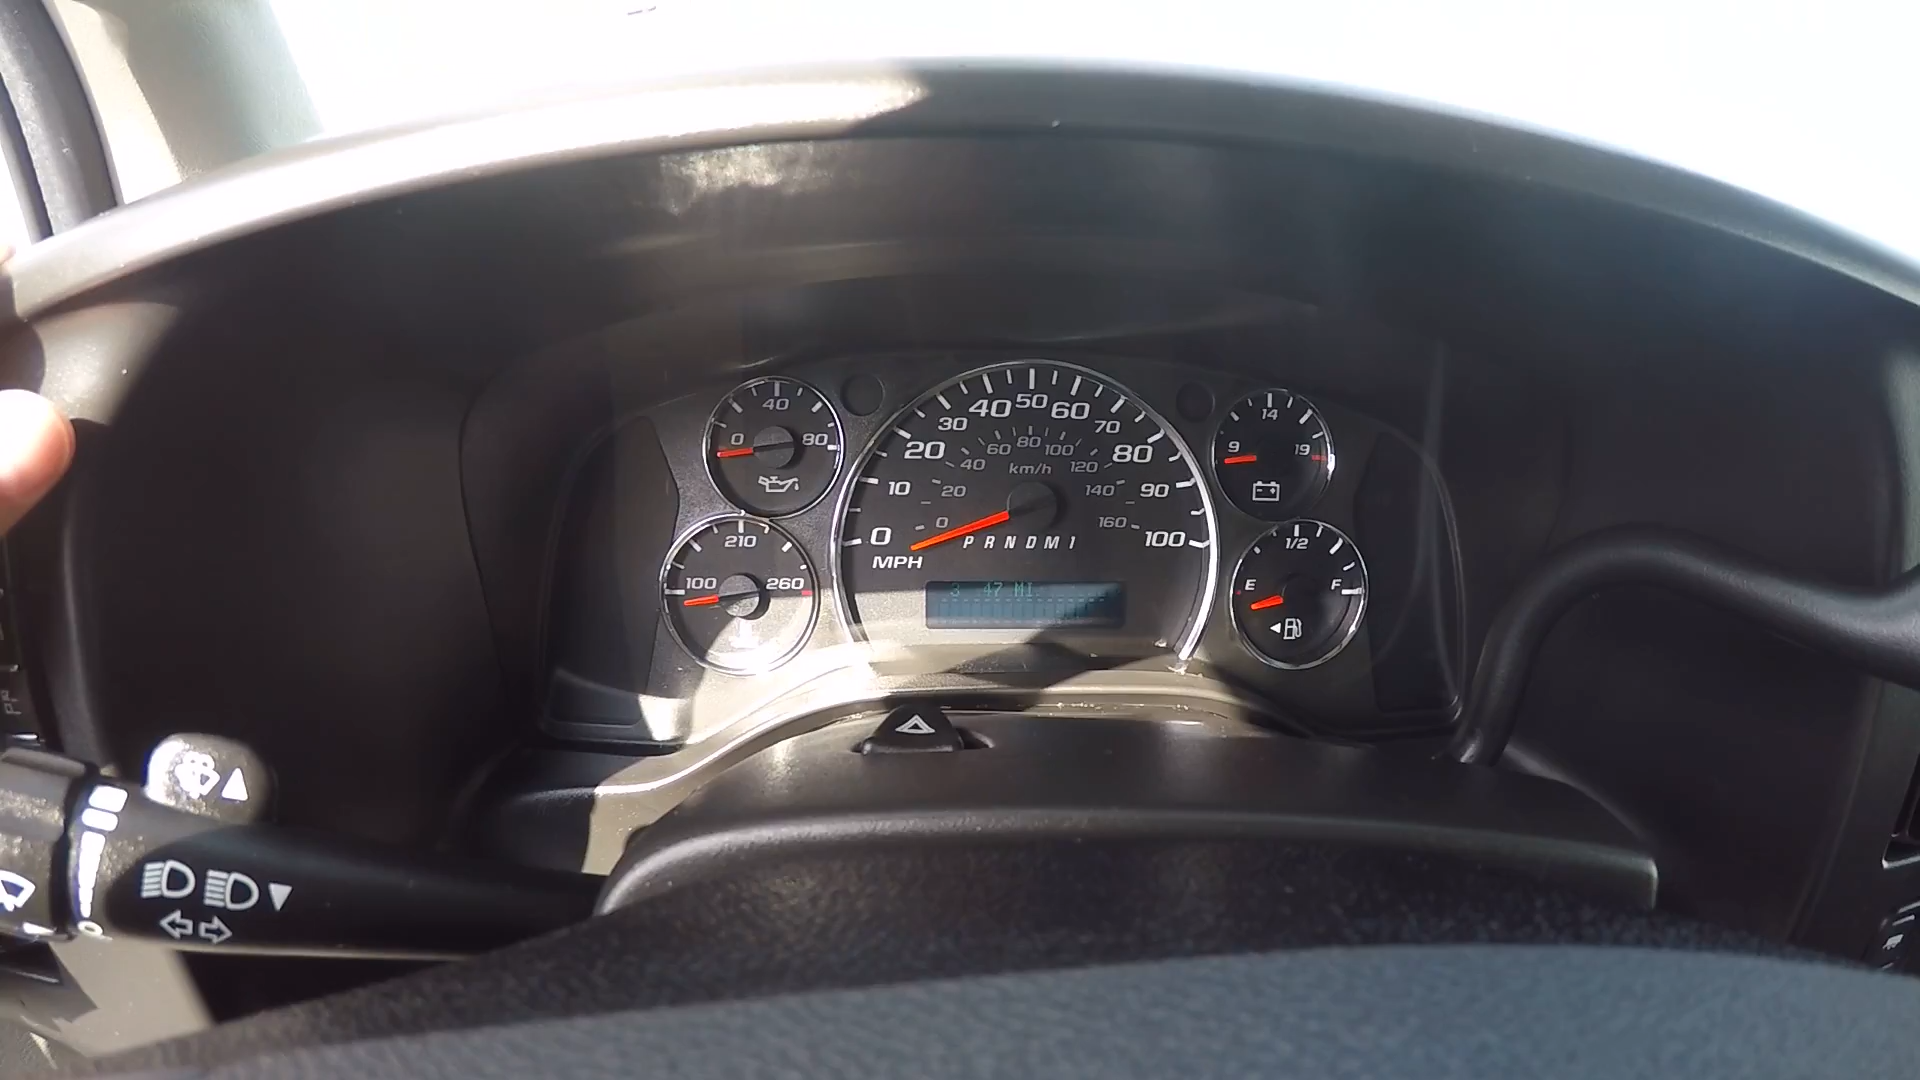 40
0 80
210
100 260
40 50 60
30 70
20 80
10 90
0 100
MPH
60 80 100
40 km/h 120
20 140
0 160
P R N D M 1
47 MI
14
9 19
1/2
E F